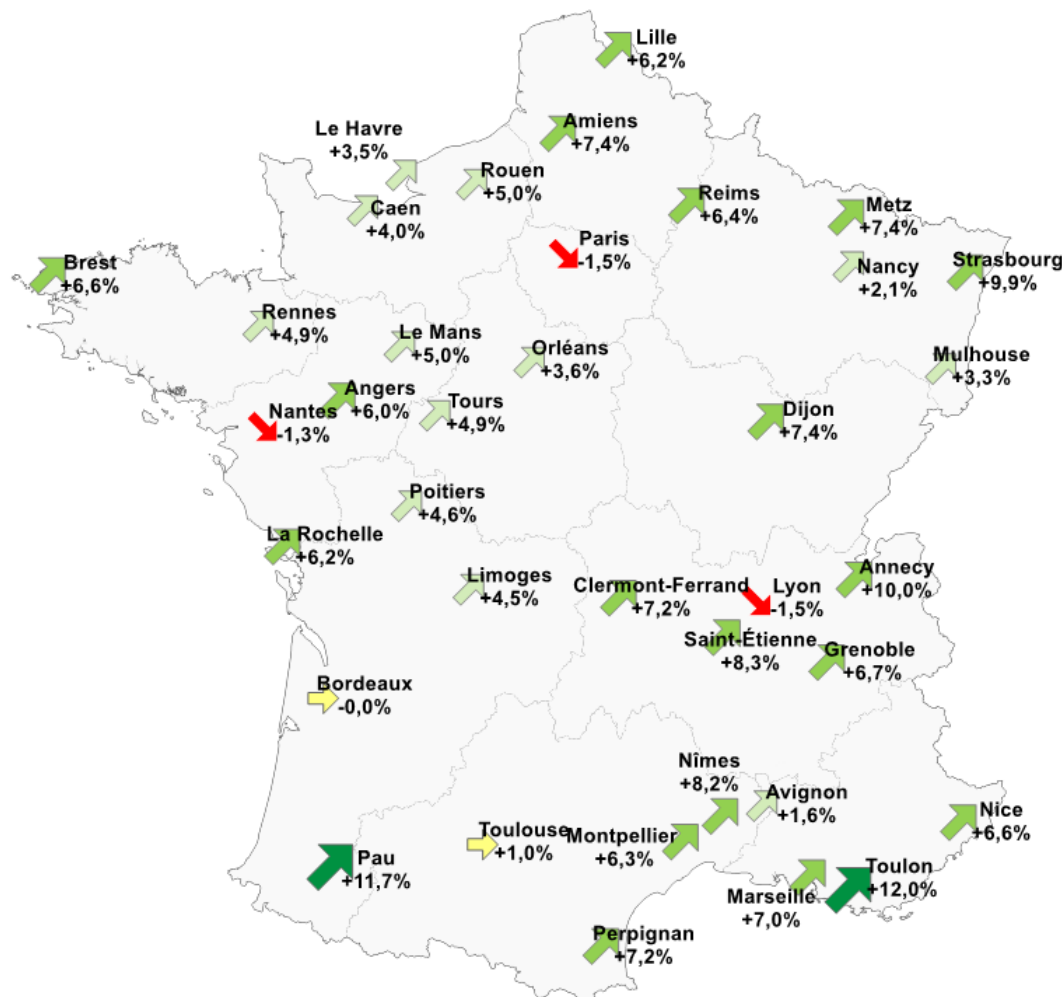 Lille
+6,2%
Amiens
+7,4%
Le Havre
+3,5%
Rouen
+5,0%
Caen
+4,0%
Reims
+6,4%
Metz
+7,4%
Paris
-1,5%
Nancy
+2,1%
Strasbourg
+9,9%
Brest
+6,6%
Rennes
+4,9%
Le Mans
+5,0%
Orléans
+3,6%
Mulhouse
+3,3%
Angers
+6,0%
Nantes
-1,3%
Tours
+4,9%
Dijon
+7,4%
Poitiers
+4,6%
La Rochelle
+6,2%
Limoges
+4,5%
Clermont-Ferrand
+7,2%
Lyon
-1,5%
Annecy
+10,0%
Saint-Étienne
+8,3%
Grenoble
+6,7%
Bordeaux
-0,0%
Nîmes
+8,2%
Avignon
+1,6%
Nice
+6,6%
Toulouse
+1,0%
Montpellier
+6,3%
Pau
+11,7%
Toulon
+12,0%
Marseille
+7,0%
Perpignan
+7,2%